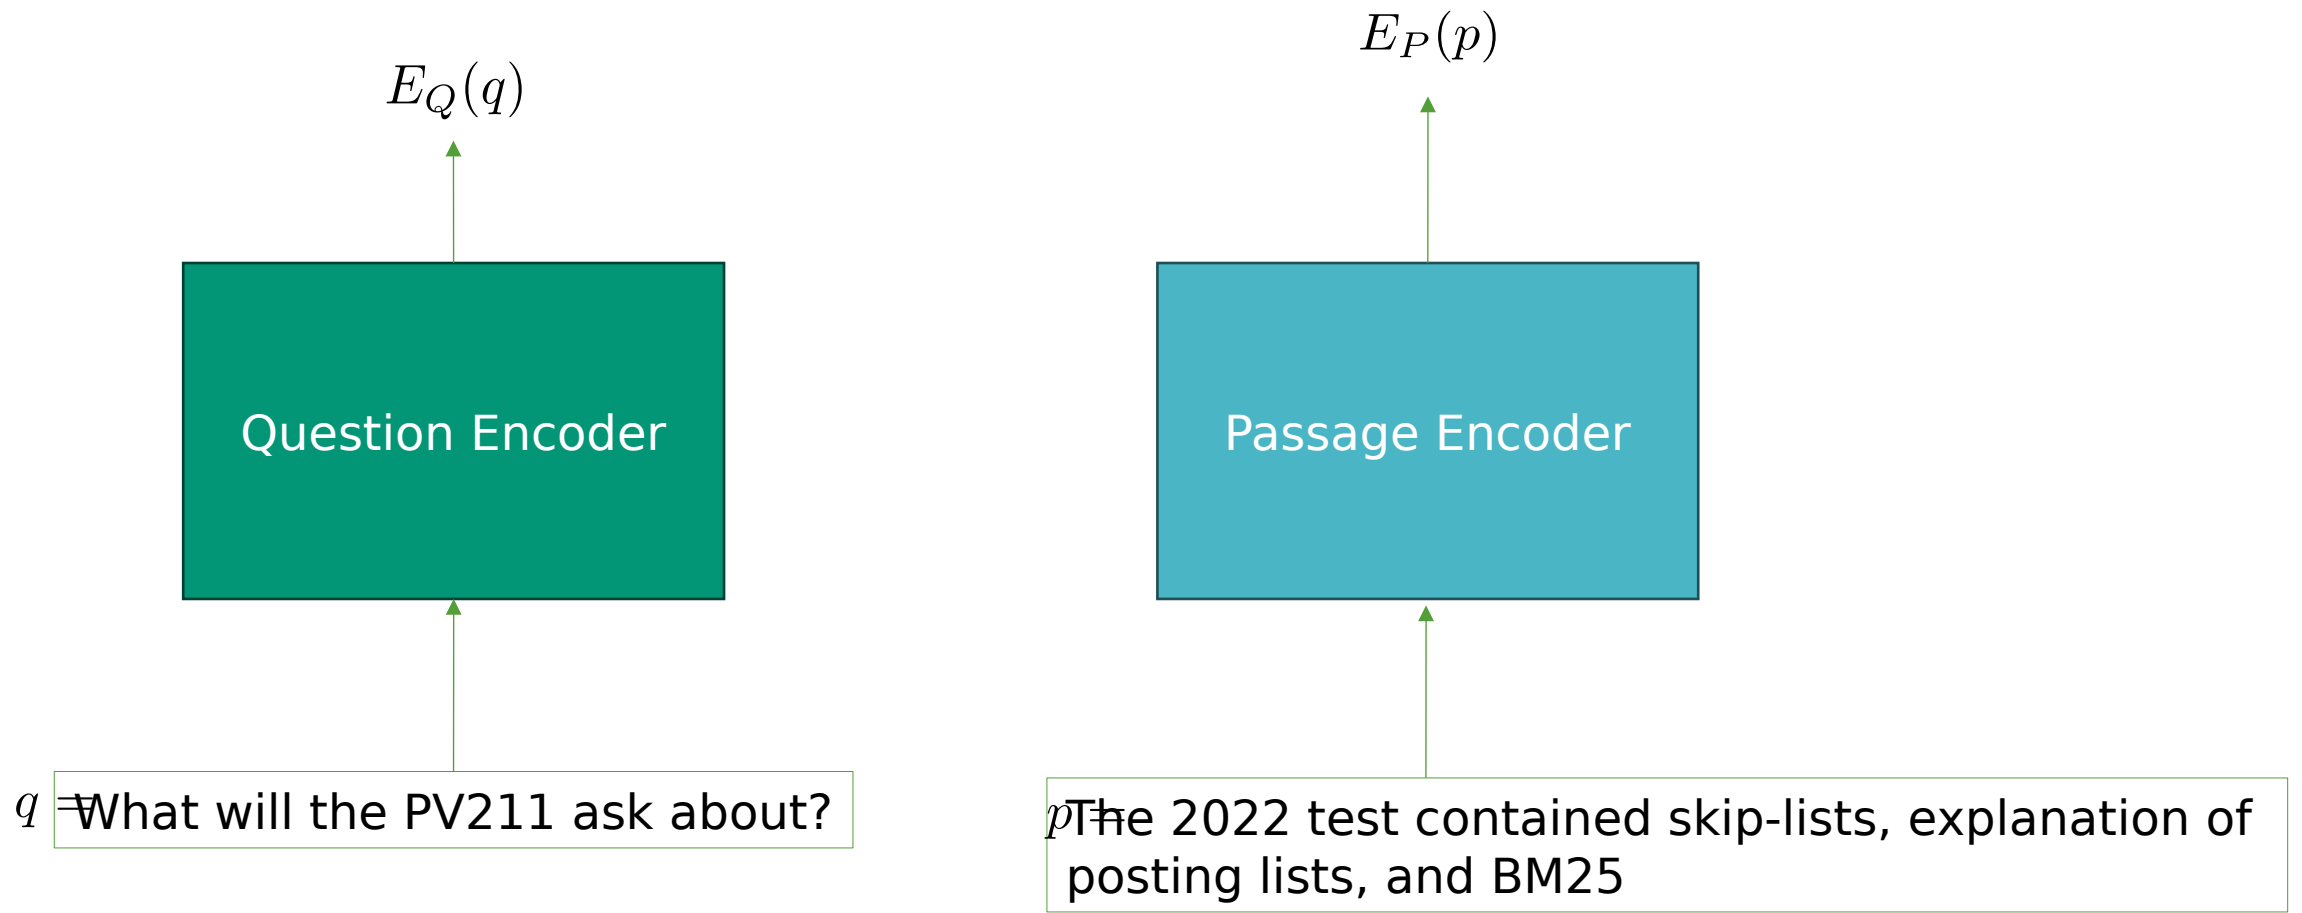 E_Q(q)
E_P(p)
Question Encoder
Passage Encoder
q =
What will the PV211 ask about?
p =
The 2022 test contained skip-lists, explanation of
posting lists, and BM25